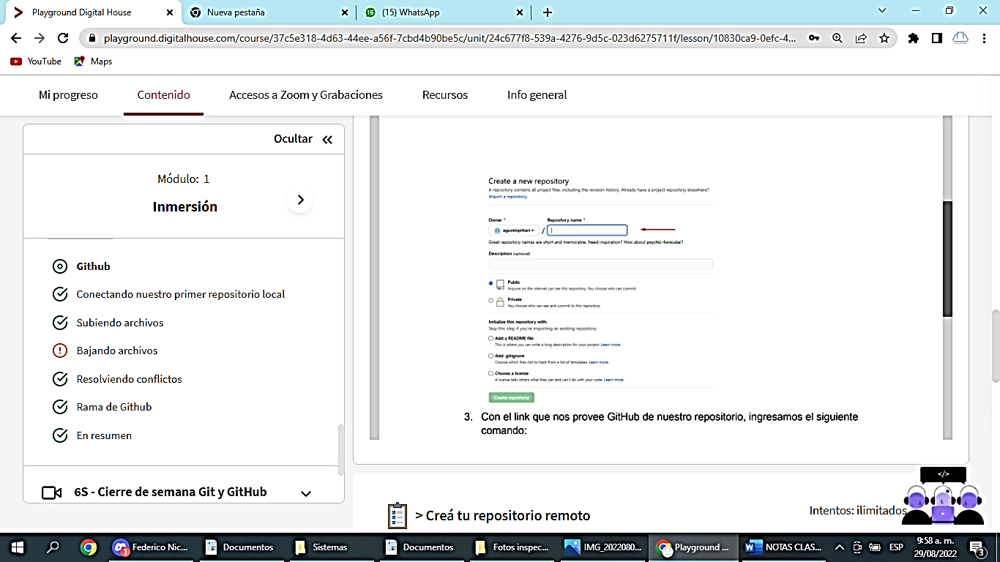 Playground Digital House
Nueva pestaña
(15) WhatsApp
playground.digitalhouse.com/course/37c5e318-4d63-44ee-a56f-7cbd4b90be5c/unit/24c677f8-539a-4276-9d5c-023d6275711f/lesson/10830ca9-0efc-4...
YouTube
Maps
Mi progreso
Contenido
Accesos a Zoom y Grabaciones
Recursos
Info general
Ocultar
Módulo: 1
Inmersión
Github
Conectando nuestro primer repositorio local
Subiendo archivos
Bajando archivos
Resolviendo conflictos
Rama de Github
En resumen
6S - Cierre de semana Git y GitHub
Create a new repository
A repository contains all project files, including the revision history. Already have a project repository elsewhere?
Import a repository.
Owner *
Repository name *
agustinpittari
/
Great repository names are short and memorable. Need inspiration? How about psychic-funicular?
Description (optional)
Public
Anyone on the internet can see this repository. You choose who can commit.
Private
You choose who can see and commit to this repository.
Initialize this repository with:
Skip this step if you're importing an existing repository.
Add a README file
This is where you can write a long description for your project. Learn more.
Add .gitignore
Choose which files not to track from a list of templates. Learn more.
Choose a license
A license tells others what they can and can't do with your code. Learn more.
Create repository
3. Con el link que nos provee GitHub de nuestro repositorio, ingresamos el siguiente
comando:
</>
> Creá tu repositorio remoto
Intentos: ilimitados
1
Federico Nic...
Documentos
Sistemas
Documentos
Fotos inspec...
IMG_2022080...
Playground ...
NOTAS CLAS...
ESP
9:58 a. m.
29/08/2022
3